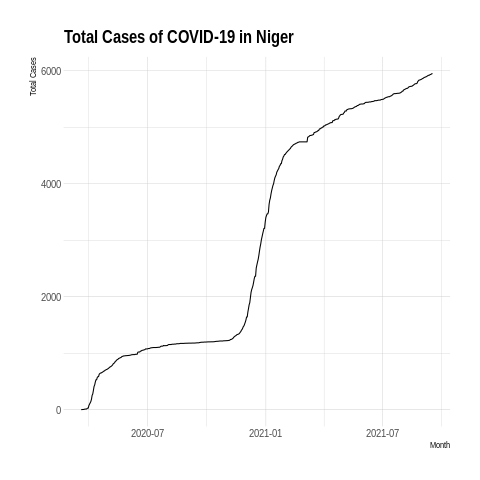 Total Cases of COVID-19 in Niger
Total Cases
6000
4000
2000
0
2020-07 2021-01 2021-07
Month